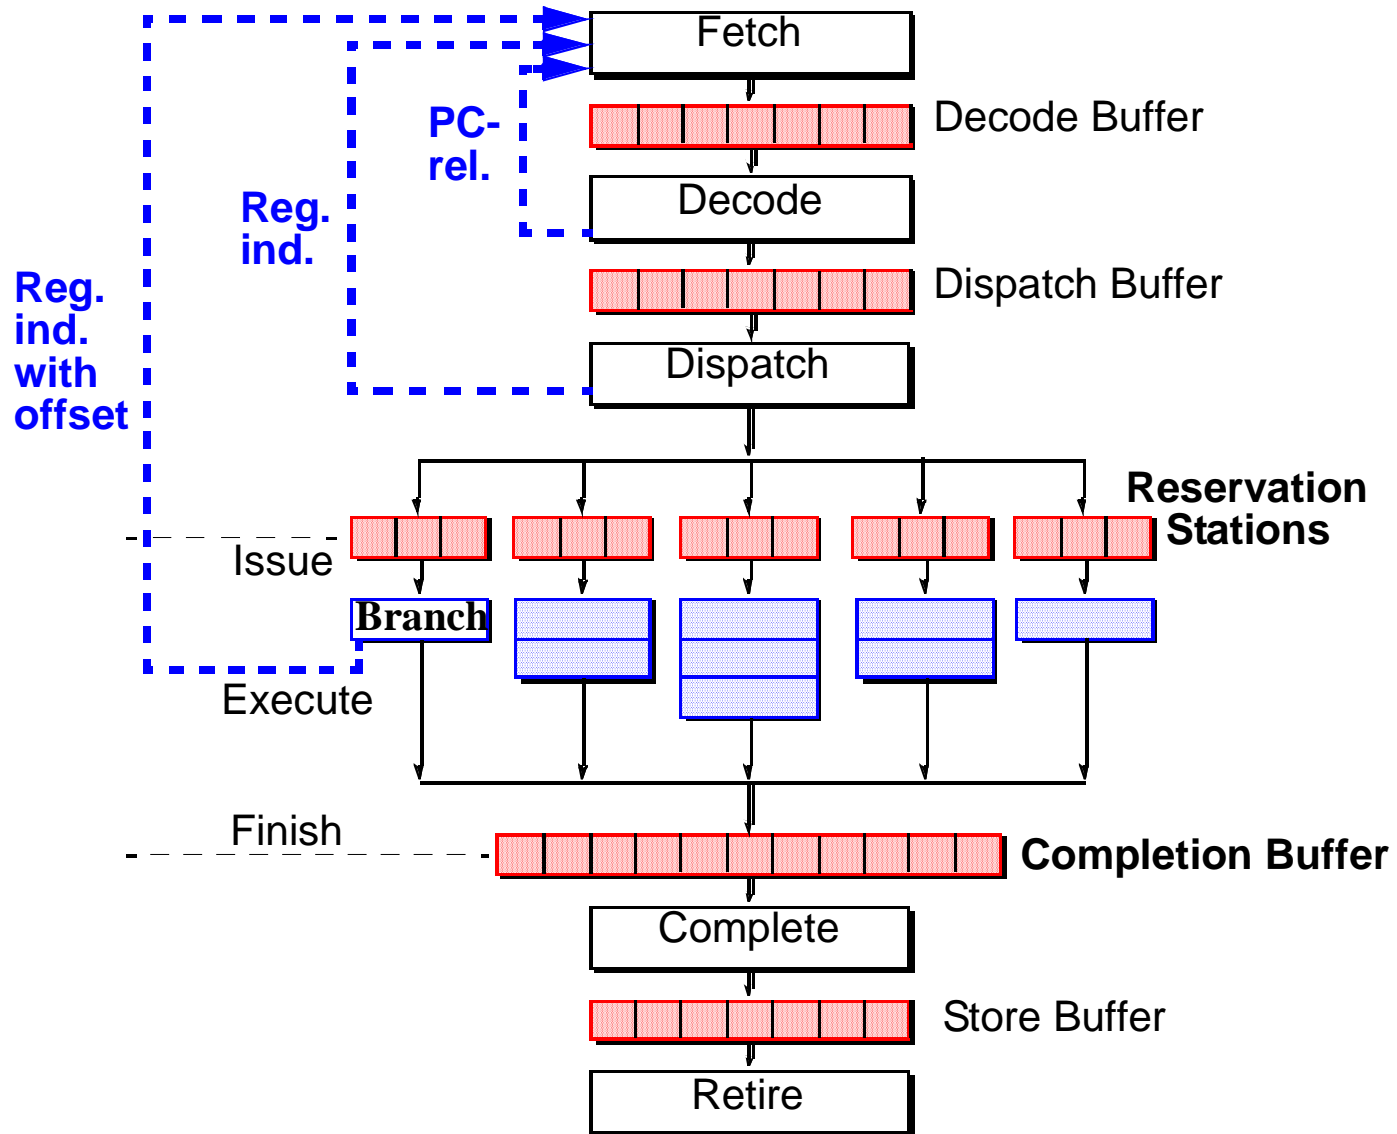 Fetch
Decode Buffer
PC-
rel.
Decode
Reg.
ind.
Dispatch Buffer
Reg.
ind.
with
offset
Dispatch
Reservation
Stations
Issue
Branch
Execute
Finish
Completion Buffer
Complete
Store Buffer
Retire